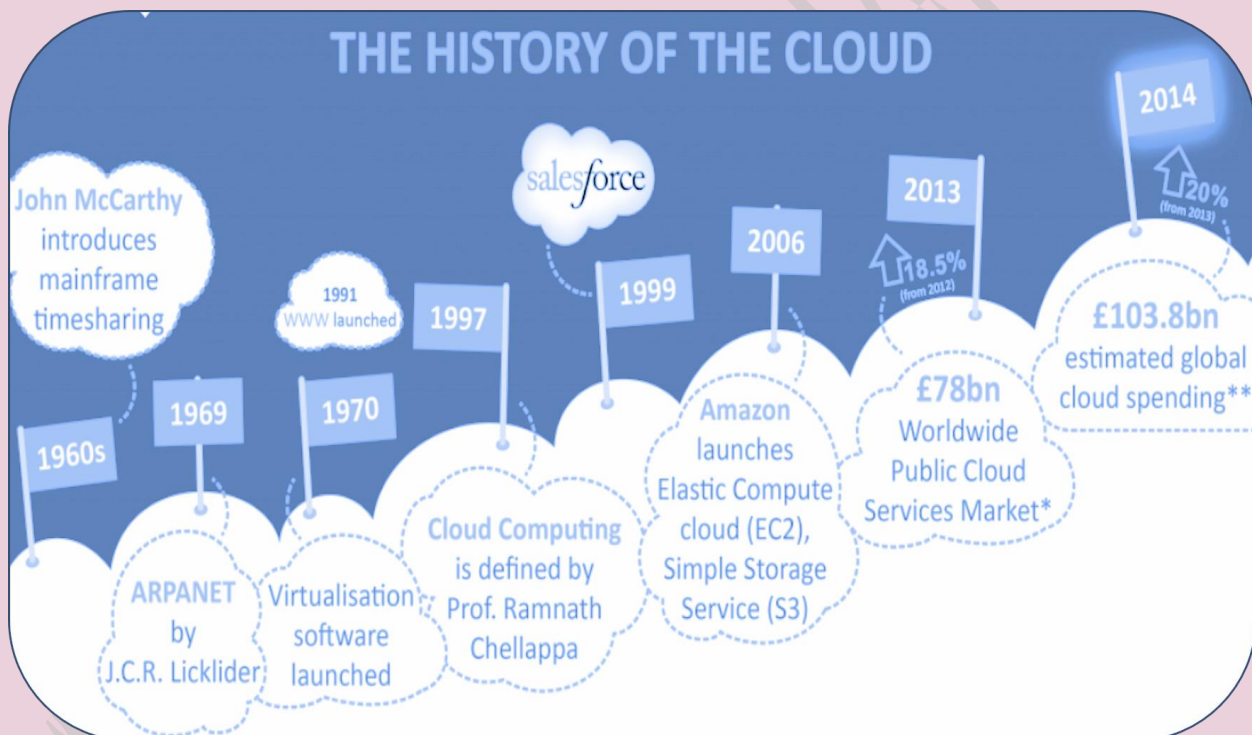 THE HISTORY OF THE CLOUD
John McCarthy
introduces
mainframe
timesharing
1960s
1969
ARPANET
by
J.C.R. Licklider
1970
Virtualisation
software
launched
1991
WWW launched
1997
Cloud Computing
is defined by
Prof. Ramnath
Chellappa
salesforce
1999
2006
Amazon
launches
Elastic Compute
cloud (EC2),
Simple Storage
Service (S3)
2013
18.5%
(from 2012)
£78bn
Worldwide
Public Cloud
Services Market*
2014
20%
(from 2013)
£103.8bn
estimated global
cloud spending**